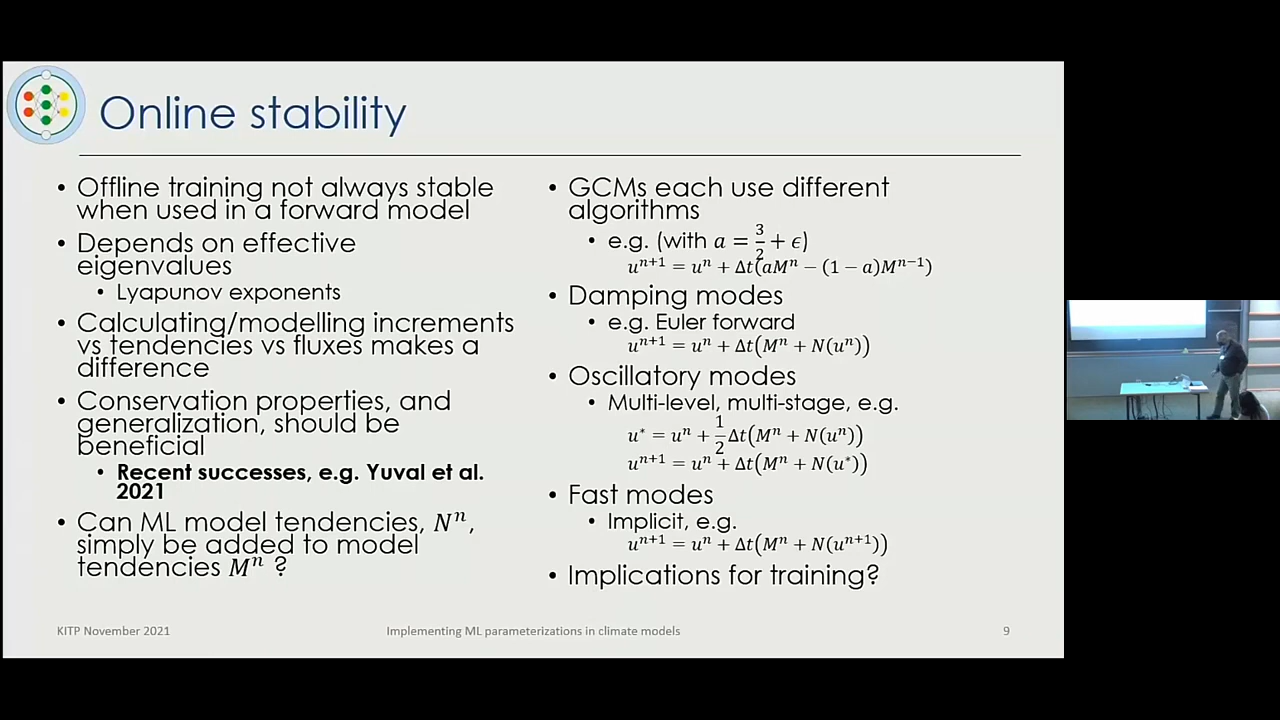 Online stability
• Offline training not always stable
when used in a forward model
• Depends on effective
eigenvalues
• Lyapunov exponents
• Calculating/modelling increments
vs tendencies vs fluxes makes a
difference
• Conservation properties, and
generalization, should be
beneficial
• Recent successes, e.g. Yuval et al.
2021
• Can ML model tendencies, Nⁿ,
simply be added to model
tendencies Mⁿ ?
• GCMs each use different
algorithms
• e.g. (with a = 3/2 + ϵ)
uⁿ⁺¹ = uⁿ + Δt(aMⁿ − (1 − a)Mⁿ⁻¹)
• Damping modes
• e.g. Euler forward
uⁿ⁺¹ = uⁿ + Δt(Mⁿ + N(uⁿ))
• Oscillatory modes
• Multi-level, multi-stage, e.g.
u* = uⁿ + 1/2 Δt(Mⁿ + N(uⁿ))
uⁿ⁺¹ = uⁿ + Δt(Mⁿ + N(u*))
• Fast modes
• Implicit, e.g.
uⁿ⁺¹ = uⁿ + Δt(Mⁿ + N(uⁿ⁺¹))
• Implications for training?
KITP November 2021
Implementing ML parameterizations in climate models
9